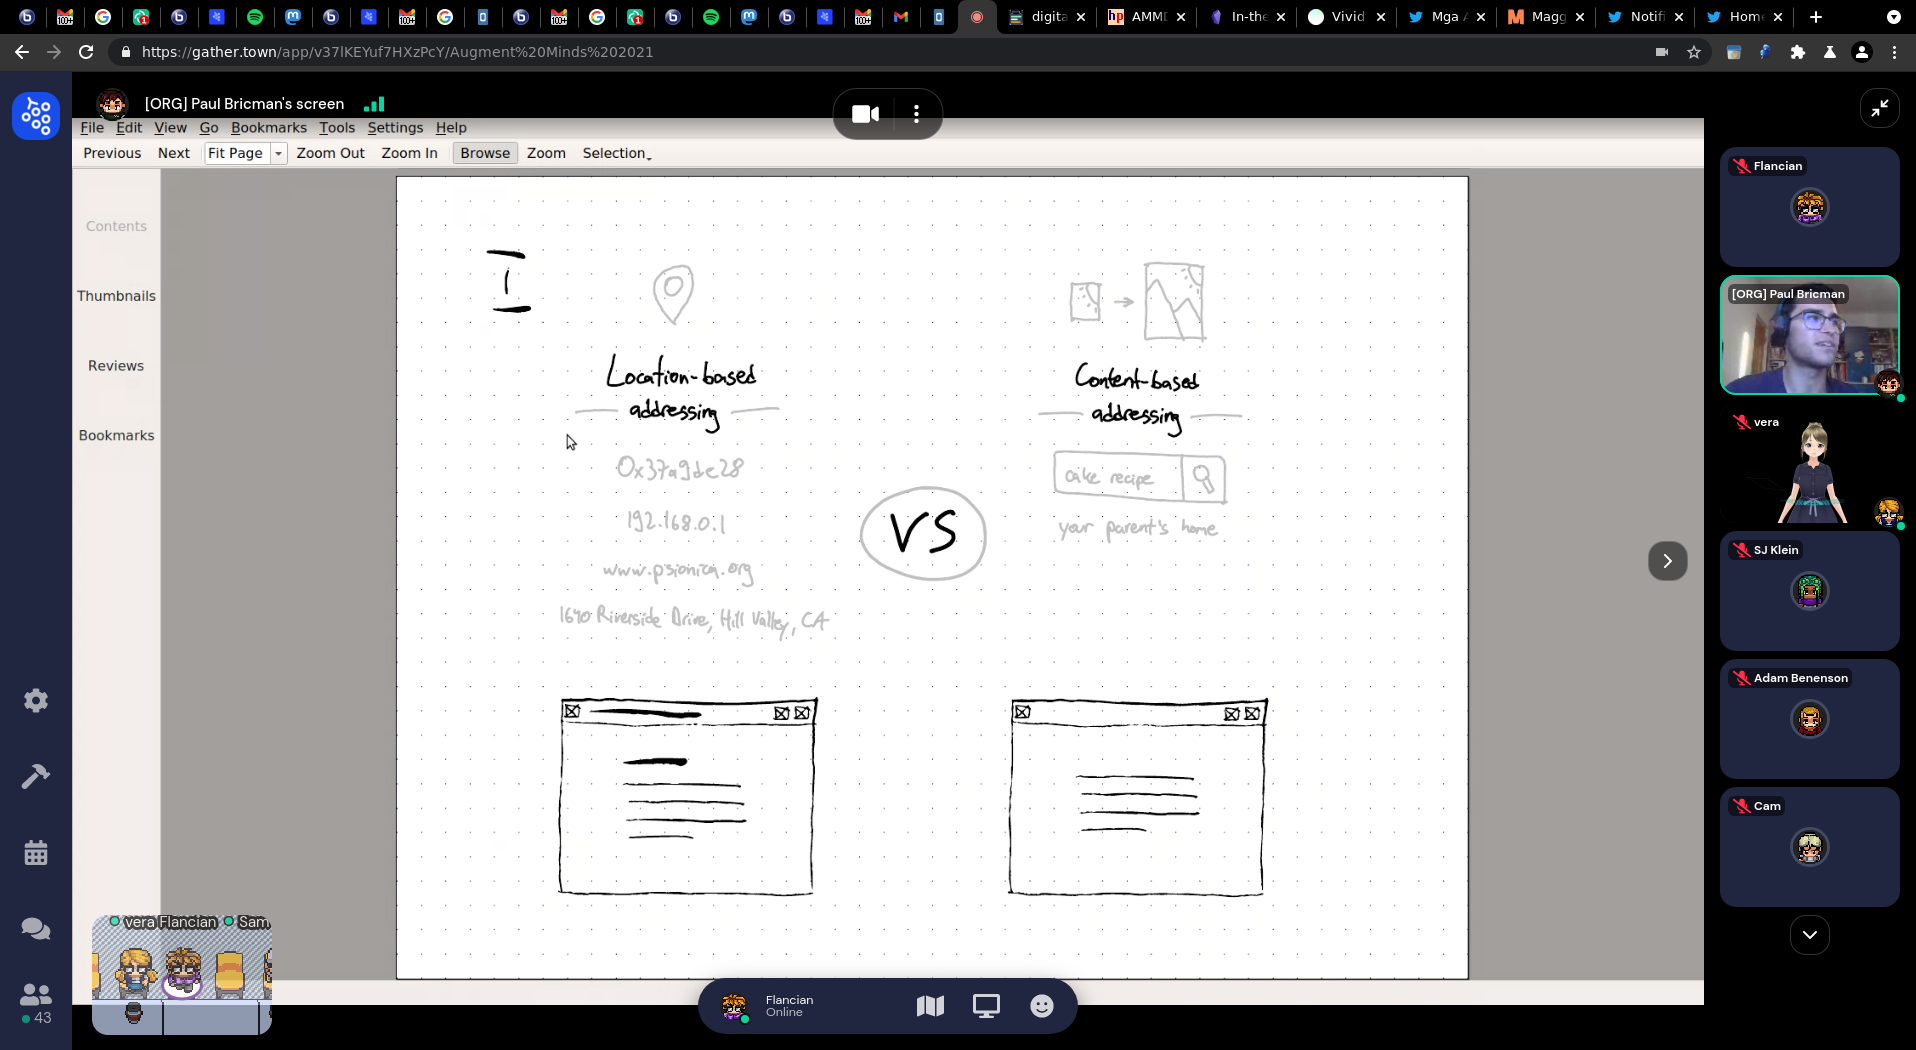 digita
AMMD
In-the
Vivid
Mga A
Magg
Notifi
Home
https://gather.town/app/v37lKEYuf7HXzPcY/Augment%20Minds%202021
[ORG] Paul Bricman's screen
File Edit View Go Bookmarks Tools Settings Help
Previous Next Fit Page Zoom Out Zoom In Browse Zoom Selection
Contents
Thumbnails
Reviews
Bookmarks
I
Location-based
addressing
0x37a9de28
192.168.0.1
www.psionica.org
1640 Riverside Drive, Hill Valley, CA
VS
Content-based
addressing
cake recipe
your parent's home
Flancian
[ORG] Paul Bricman
vera
SJ Klein
Adam Benenson
Cam
vera Flancian Sam
43
Flancian
Online